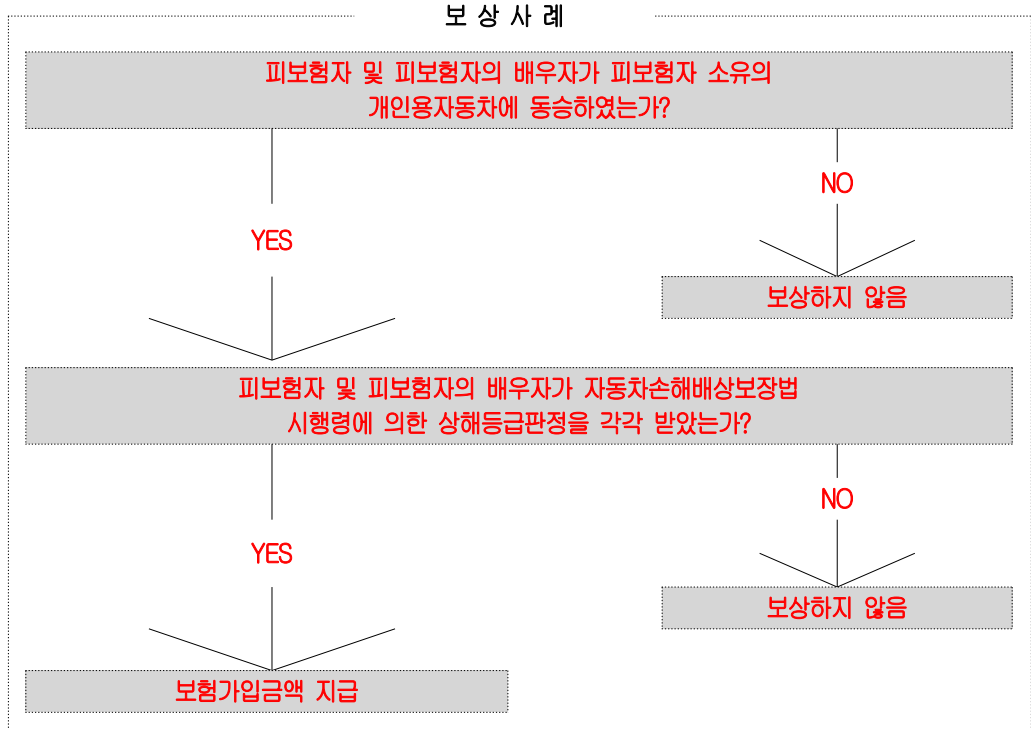 보 상 사 례
피보험자 및 피보험자의 배우자가 피보험자 소유의
개인용자동차에 동승하였는가?
NO
YES
보상하지 않음
피보험자 및 피보험자의 배우자가 자동차손해배상보장법
시행령에 의한 상해등급판정을 각각 받았는가?
NO
YES
보상하지 않음
보험가입금액 지급